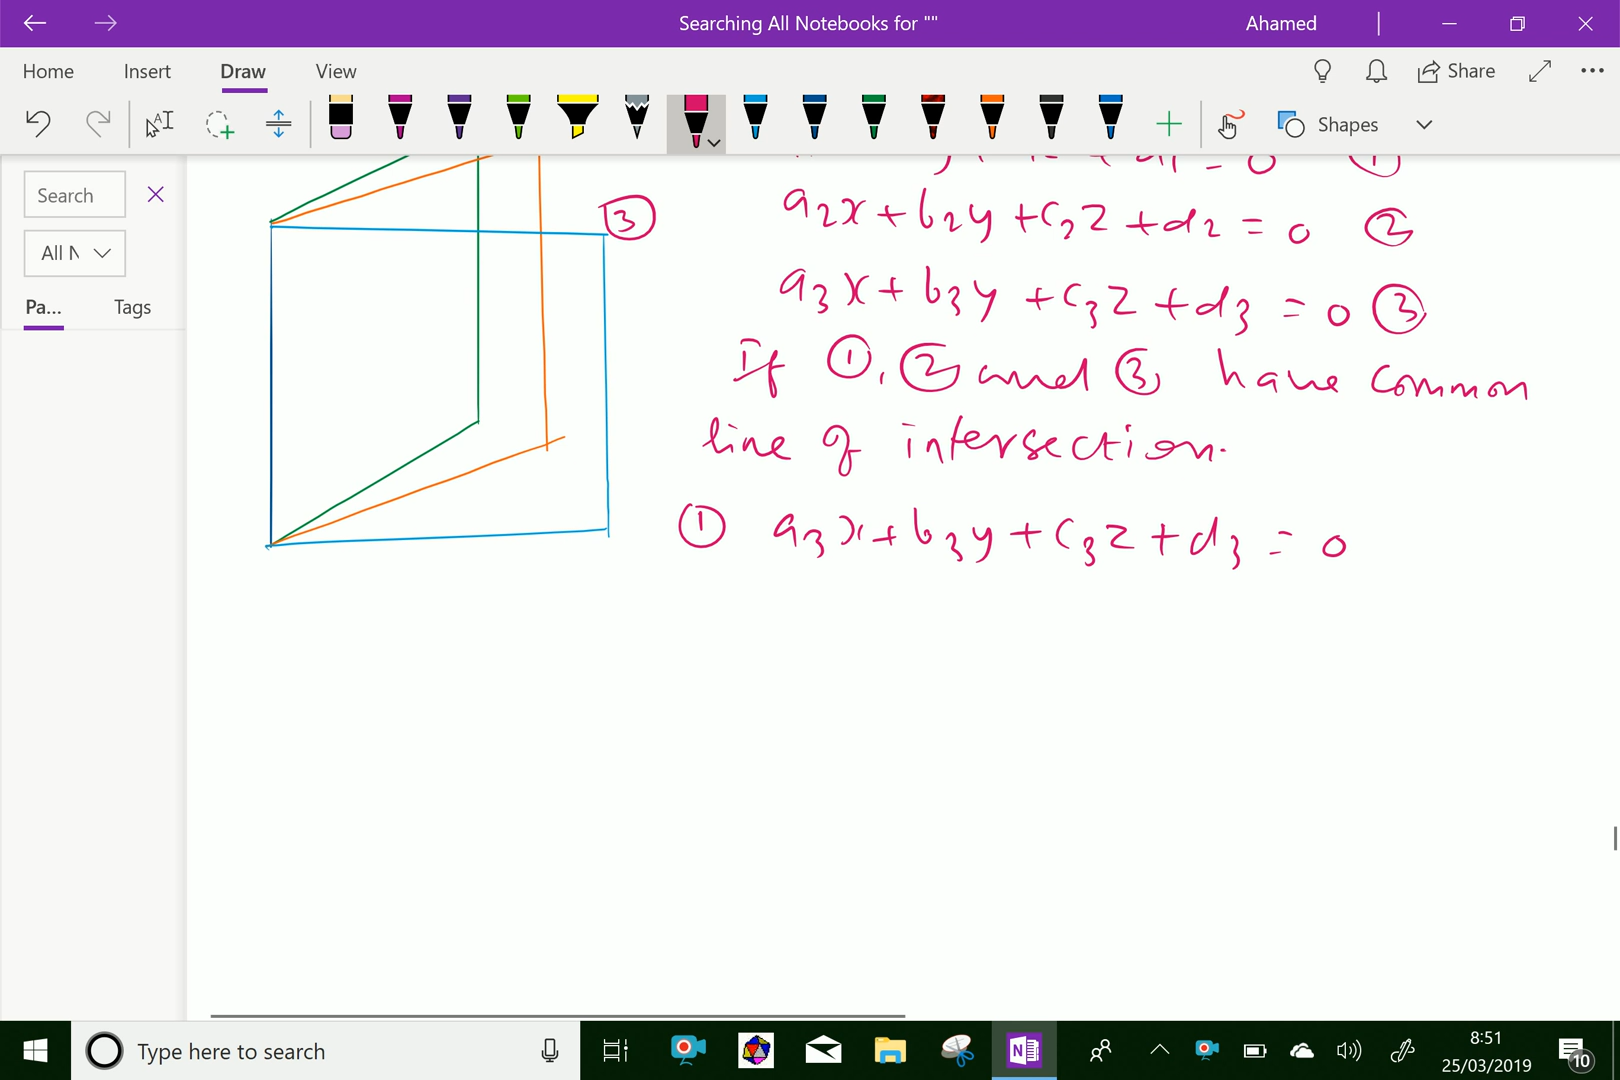 Searching All Notebooks for ""
Ahamed
Home Insert Draw View
Share
Shapes
Search
All N
Pa... Tags
③
a₂x + b₂y + c₂z + d₂ = 0 ②
a₃x + b₃y + c₃z + d₃ = 0 ③
If ①, ② and ③ have common
line of intersection.
① a₃x + b₃y + c₃z + d₃ = 0
Type here to search
8:51
25/03/2019
10